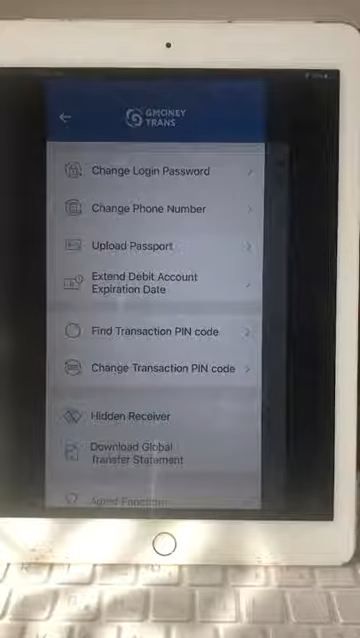 GMONEY
TRANS
Change Login Password
Change Phone Number
Upload Passport
Extend Debit Account
Expiration Date
Find Transaction PIN code
Change Transaction PIN code
Hidden Receiver
Download Global
Transfer Statement